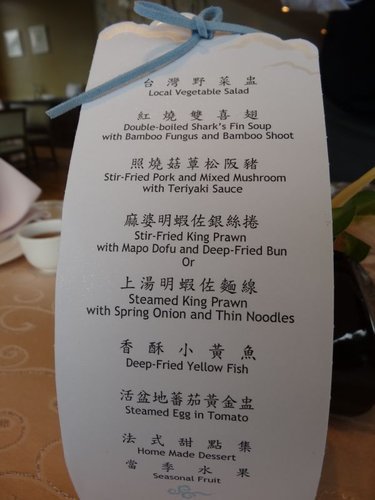 台灣野菜盅
Local Vegetable Salad
紅燒雙喜翅
Double-boiled Shark's Fin Soup
with Bamboo Fungus and Bamboo Shoot
照燒菇蕈松阪豬
Stir-Fried Pork and Mixed Mushroom
with Teriyaki Sauce
麻婆明蝦佐銀絲捲
Stir-Fried King Prawn
with Mapo Dofu and Deep-Fried Bun
Or
上湯明蝦佐麵線
Steamed King Prawn
with Spring Onion and Thin Noodles
香酥小黃魚
Deep-Fried Yellow Fish
活盆地蕃茄黃金盅
Steamed Egg in Tomato
法式甜點集
Home Made Dessert
當季水果
Seasonal Fruit